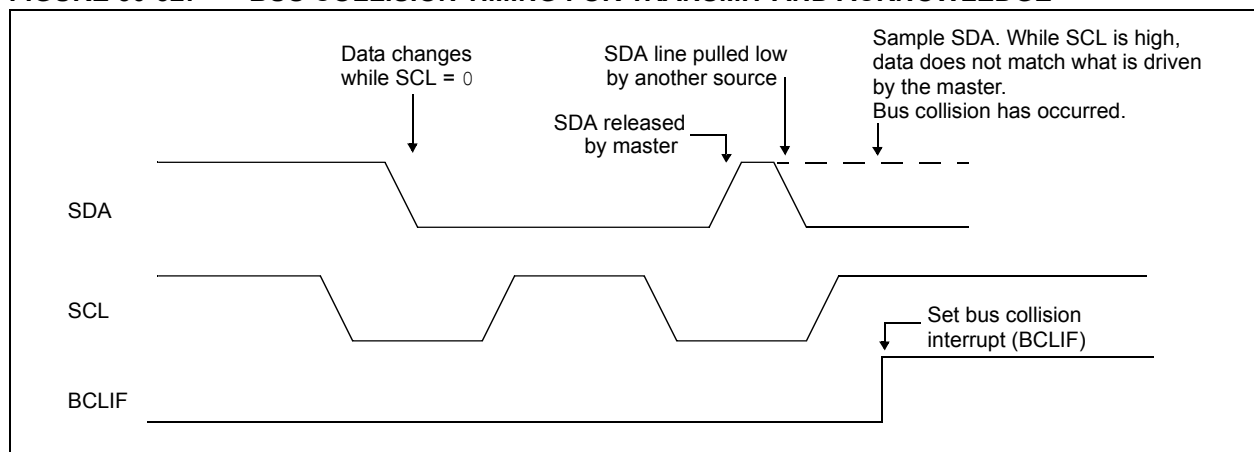 Data changes
while SCL = 0
SDA line pulled low
by another source
SDA released
by master
Sample SDA. While SCL is high,
data does not match what is driven
by the master.
Bus collision has occurred.
SDA
SCL
Set bus collision
interrupt (BCLIF)
BCLIF